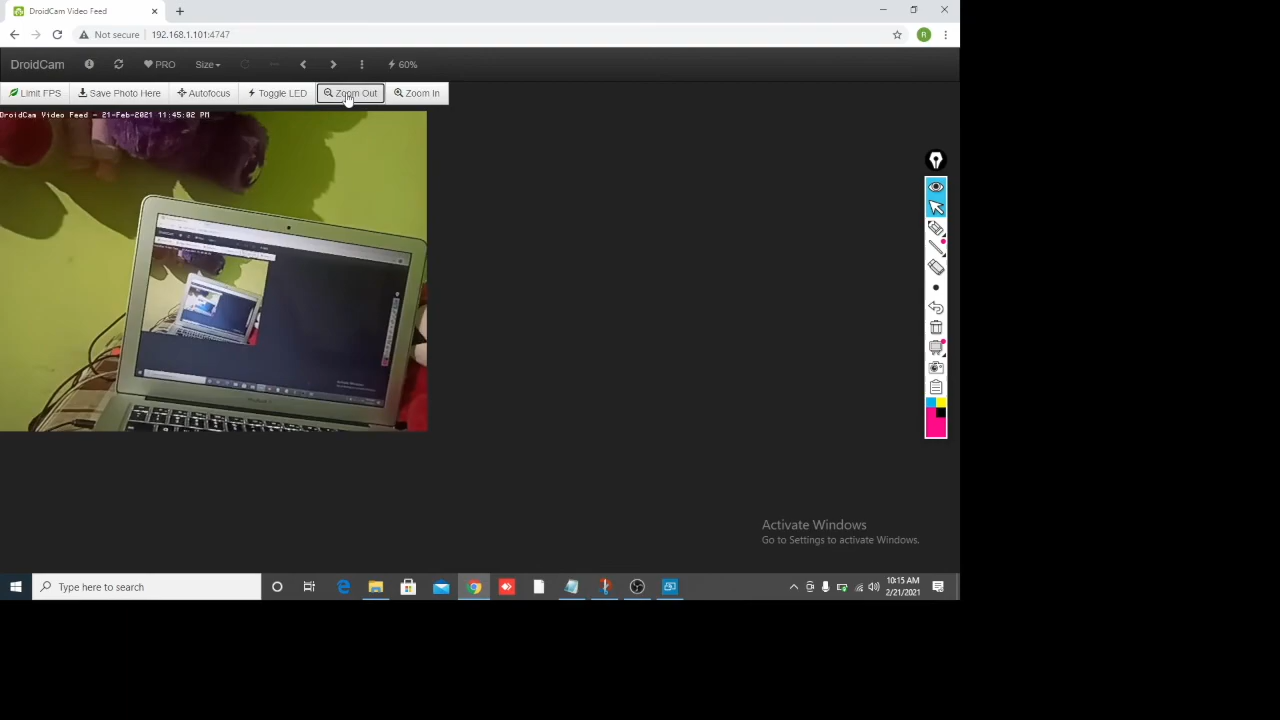 DroidCam Video Feed
Not secure 192.168.1.101:4747
R
DroidCam PRO Size 60%
Limit FPS Save Photo Here Autofocus Toggle LED Zoom Out Zoom In
DroidCam Video Feed - 21-Feb-2021 11:45:02 PM
Activate Windows
Go to Settings to activate Windows.
Type here to search
10:15 AM
2/21/2021